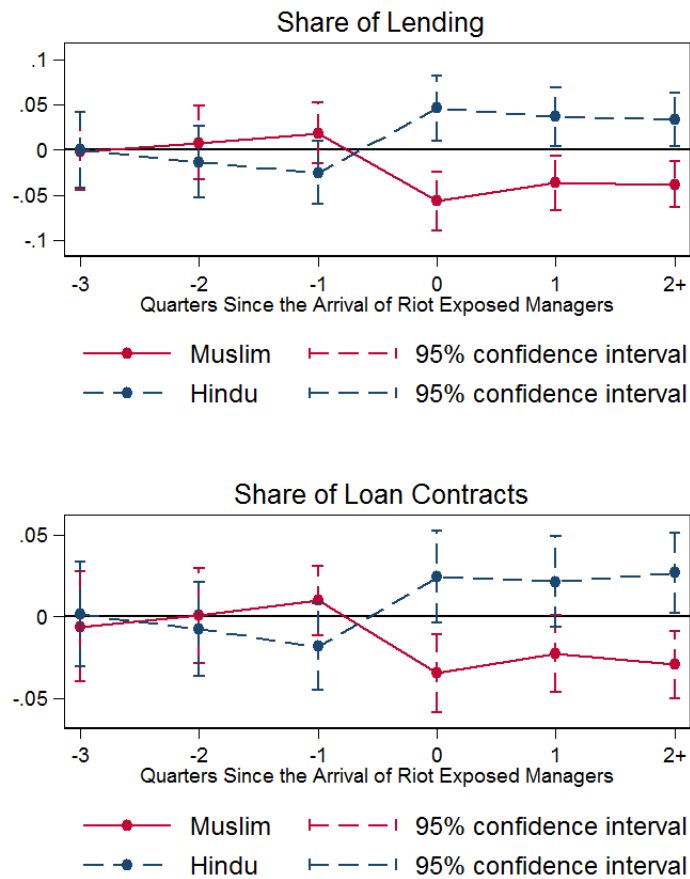 Share of Lending
.1
.05
0
-.05
-.1
-3 -2 -1 0 1 2+
Quarters Since the Arrival of Riot Exposed Managers
Muslim 95% confidence interval
Hindu 95% confidence interval
Share of Loan Contracts
.05
0
-.05
-3 -2 -1 0 1 2+
Quarters Since the Arrival of Riot Exposed Managers
Muslim 95% confidence interval
Hindu 95% confidence interval